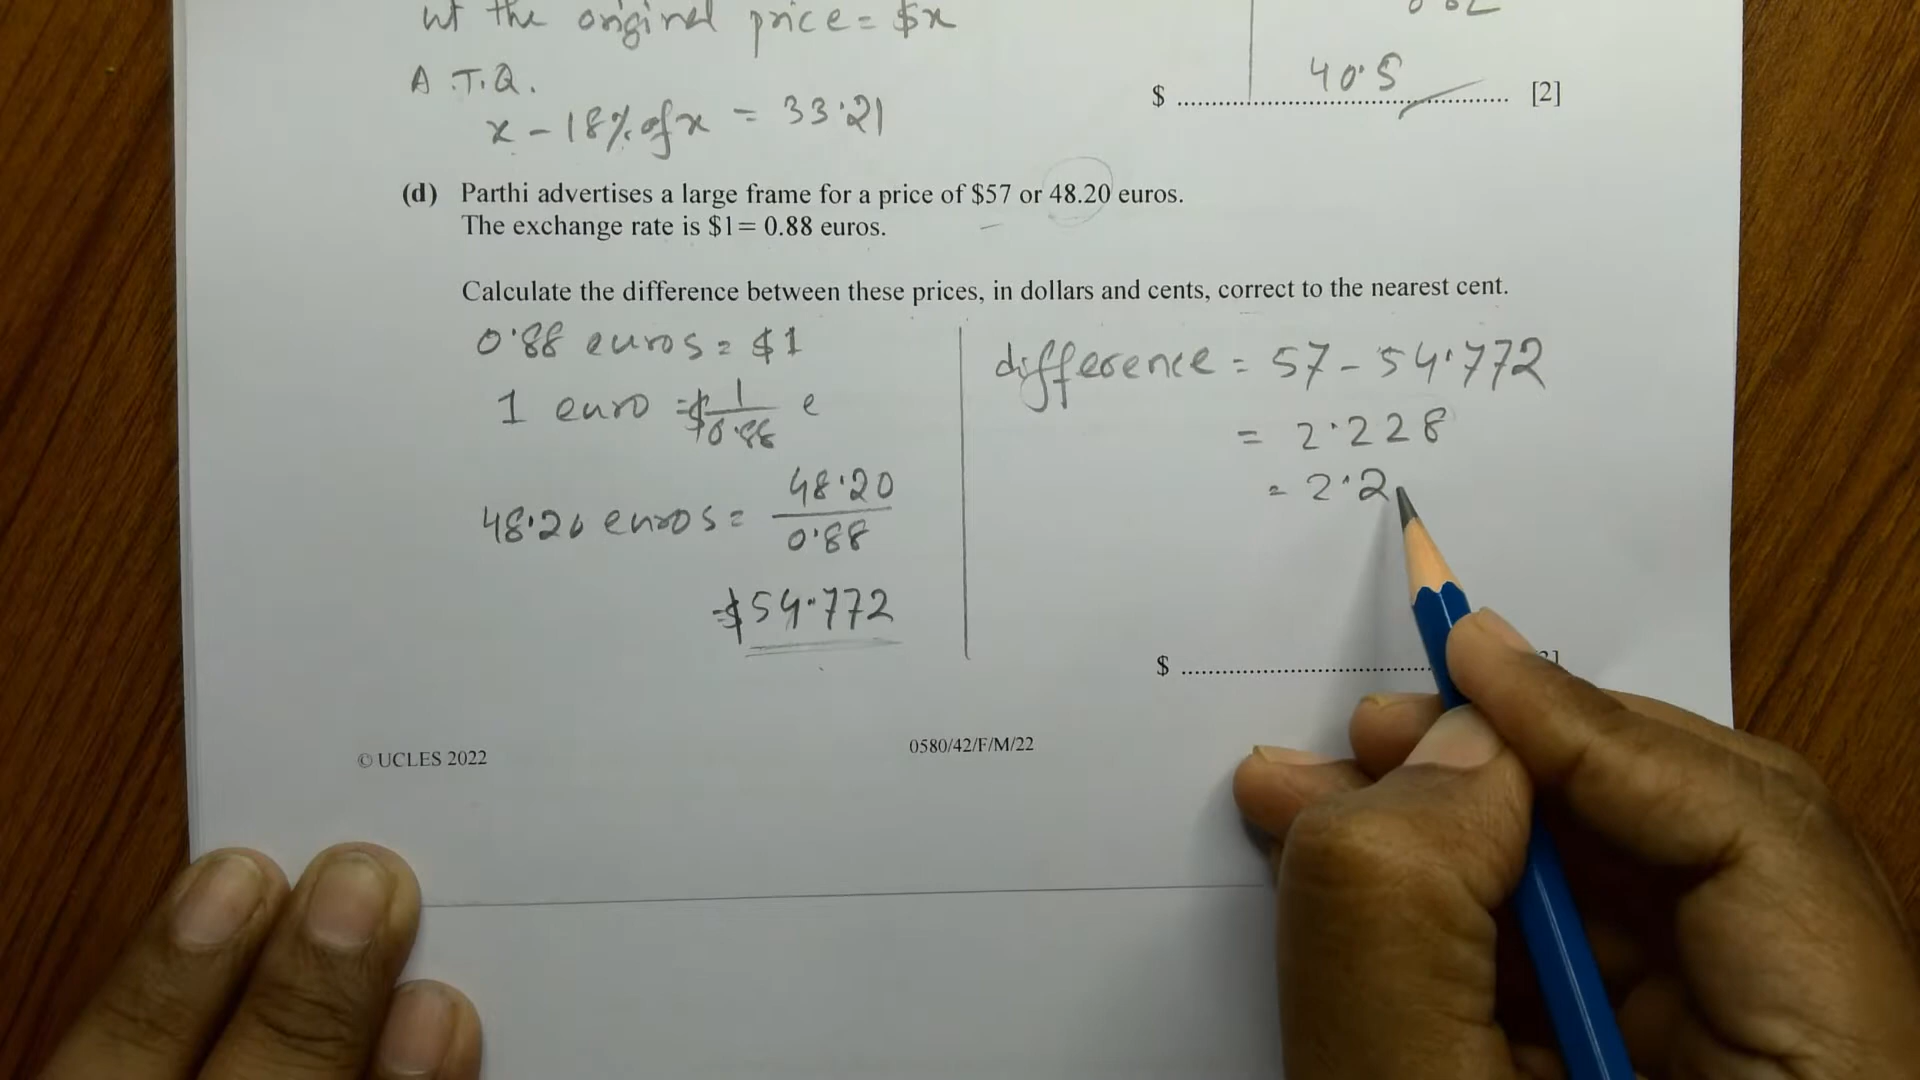 let the original price = $x
A.T.Q.
x - 18% of x = 33.21
40.5
$ .................................................. [2]
(d) Parthi advertises a large frame for a price of $57 or 48.20 euros.
The exchange rate is $1= 0.88 euros.
Calculate the difference between these prices, in dollars and cents, correct to the nearest cent.
0.88 euros = $1
1 euro = $ 1/0.88 e
48.20 euros = 48.20/0.88
= $54.772
difference = 57 - 54.772
= 2.228
= 2.2
$ ..................................
© UCLES 2022
0580/42/F/M/22